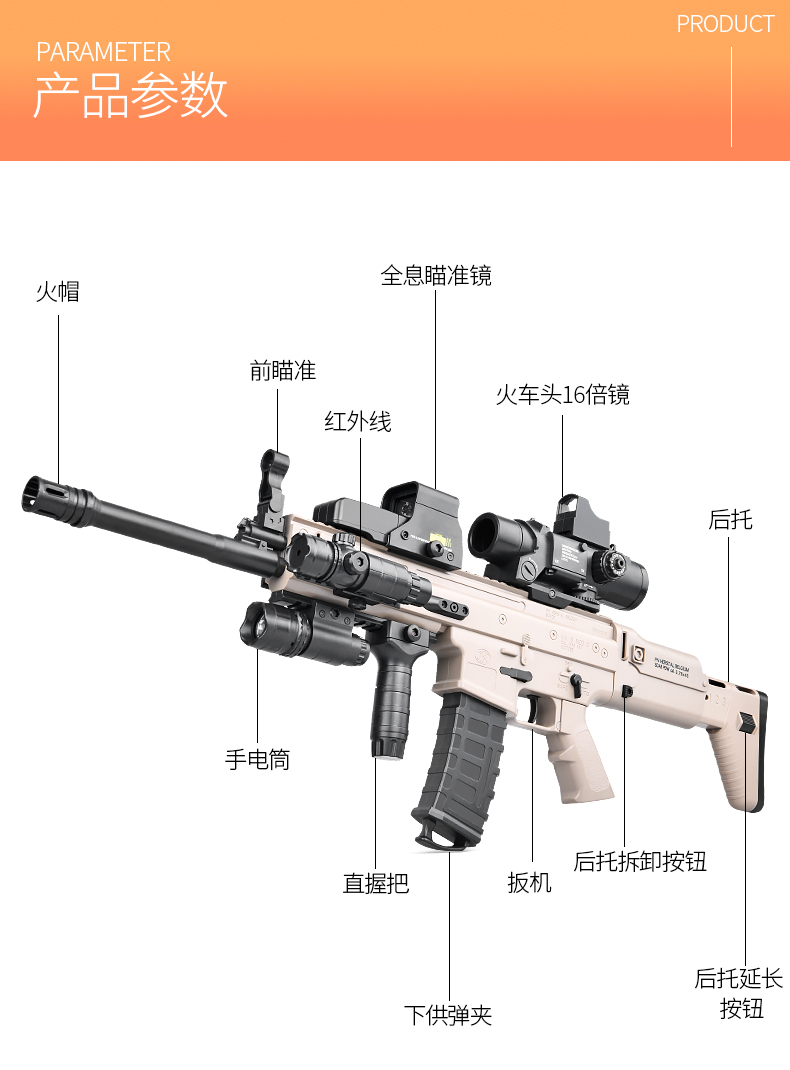 PRODUCT
PARAMETER
产品参数
全息瞄准镜
火帽
前瞄准
火车头16倍镜
红外线
后托
手电筒
后托拆卸按钮
直握把
扳机
后托延长
按钮
下供弹夹